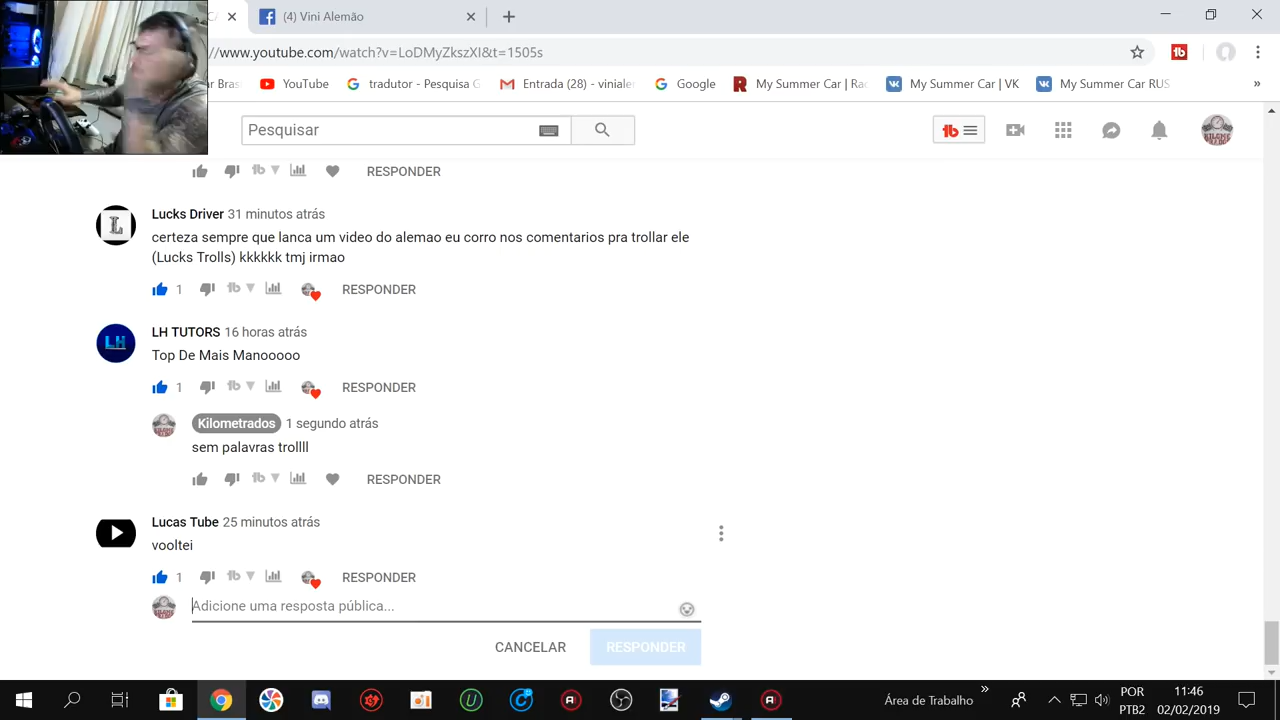 (4) Vini Alemão
//www.youtube.com/watch?v=LoDMyZkszXI&t=1505s
ar Bras
YouTube
tradutor - Pesquisa G
Entrada (28) - vinialen
Google
My Summer Car | Rac
My Summer Car | VK
My Summer Car RUS
»
Pesquisar
RESPONDER
Lucks Driver 31 minutos atrás
certeza sempre que lanca um video do alemao eu corro nos comentarios pra trollar ele
(Lucks Trolls) kkkkkk tmj irmao
1 RESPONDER
LH
LH TUTORS 16 horas atrás
Top De Mais Manooooo
1 RESPONDER
Kilometrados 1 segundo atrás
sem palavras trollll
RESPONDER
Lucas Tube 25 minutos atrás
vooltei
1 RESPONDER
Adicione uma resposta pública...
CANCELAR RESPONDER
Área de Trabalho »
POR
PTB2
11:46
02/02/2019